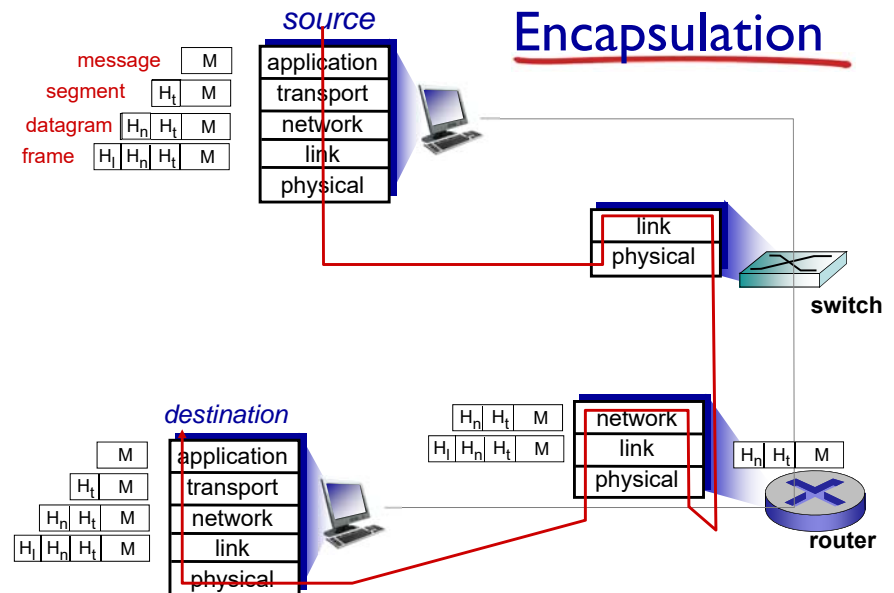 source
Encapsulation
message M
segment Hₜ M
datagram Hₙ Hₜ M
frame Hₗ Hₙ Hₜ M
application
transport
network
link
physical
link
physical
switch
destination
M
Hₜ M
Hₙ Hₜ M
Hₗ Hₙ Hₜ M
application
transport
network
link
physical
Hₙ Hₜ M
Hₗ Hₙ Hₜ M
network
link
physical
Hₙ Hₜ M
router